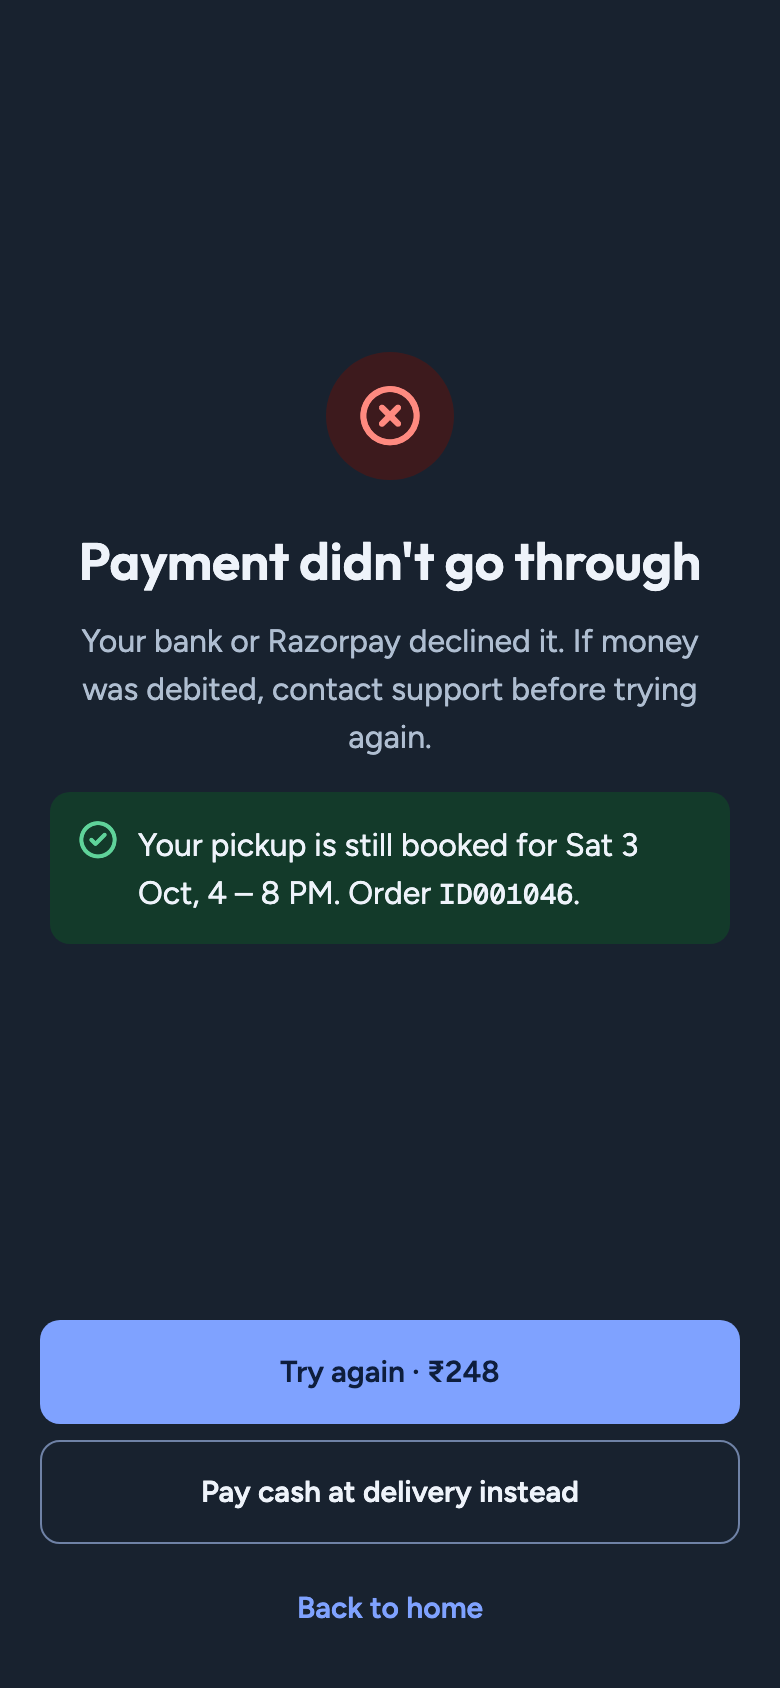 Payment didn't go through
Your bank or Razorpay declined it. If money
was debited, contact support before trying
again.
Your pickup is still booked for Sat 3
Oct, 4 – 8 PM. Order ID001046.
Try again · ₹248
Pay cash at delivery instead
Back to home